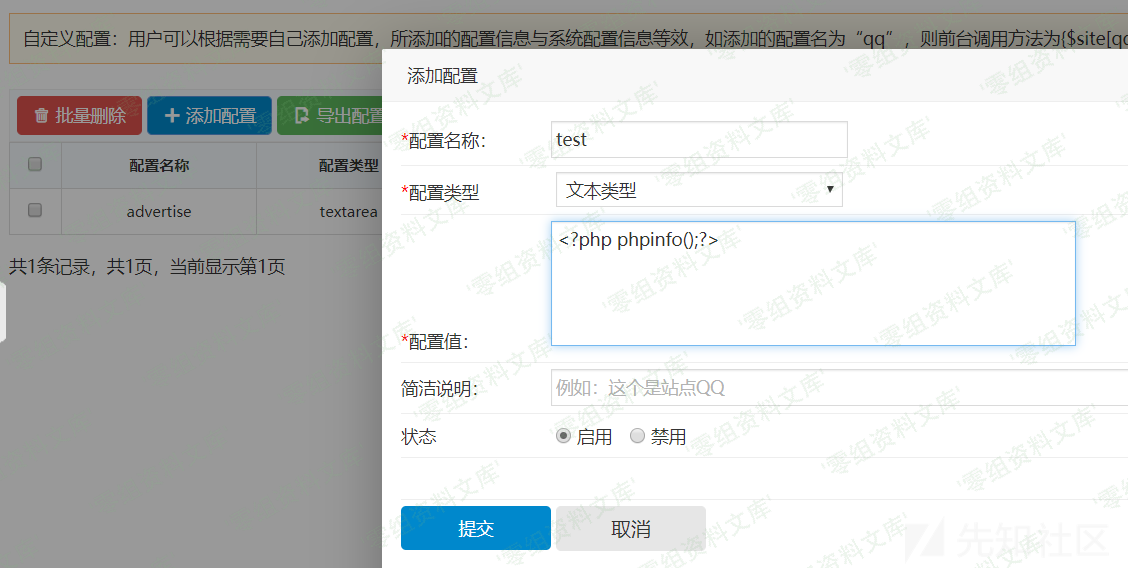 自定义配置：用户可以根据需要自己添加配置，所添加的配置信息与系统配置信息等效，如添加的配置名为“qq”，则前台调用方法为{$site[qq
添加配置
批量删除
添加配置
导出配置
*配置名称：
test
配置名称
配置类型
*配置类型
文本类型
advertise
textarea
<?php phpinfo();?>
共1条记录，共1页，当前显示第1页
*配置值：
简洁说明：
例如：这个是站点QQ
状态
启用
禁用
提交
取消
'零组资料文库'
先知社区